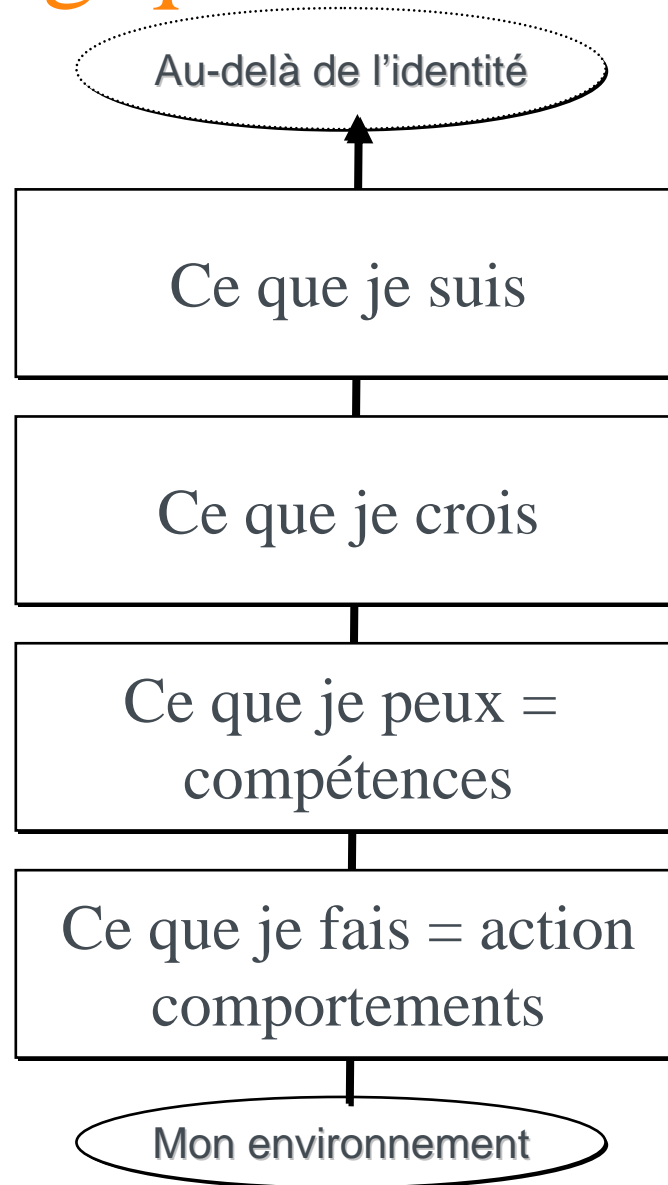 Au-delà de l’identité
Ce que je suis
Ce que je crois
Ce que je peux =
compétences
Ce que je fais = action
comportements
Mon environnement